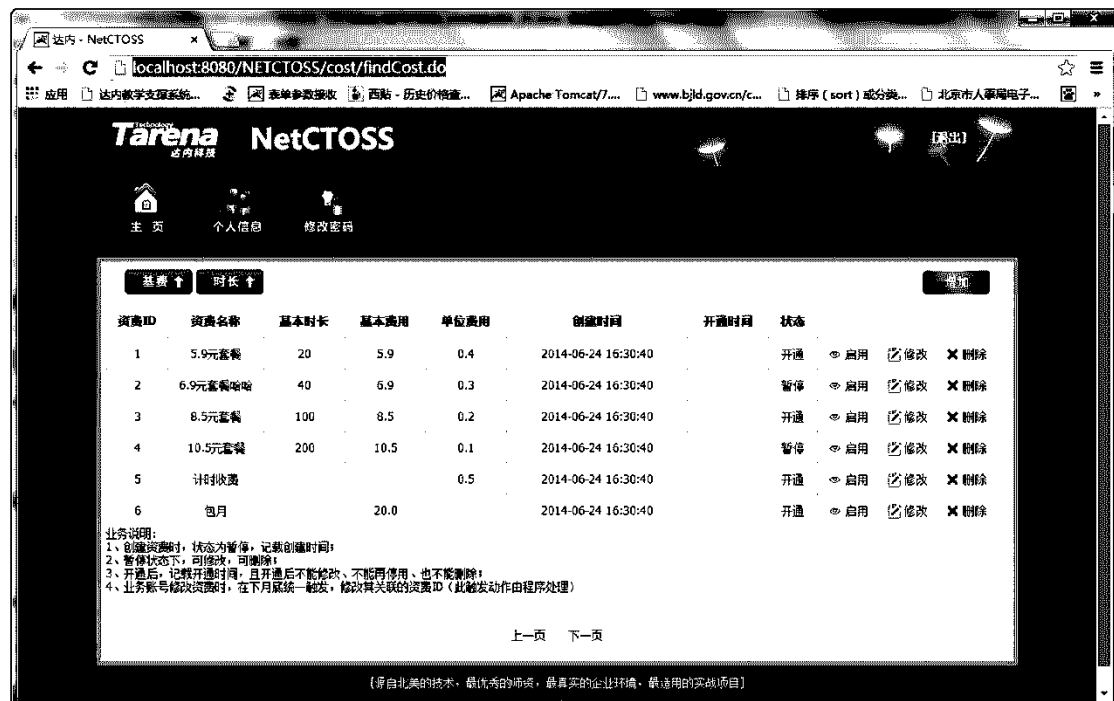 达内 - NetCTOSS
localhost:8080/NETCTOSS/cost/findCost.do
应用 达内教学支撑系统... 表单参数接收 西贴 - 历史价格查... Apache Tomcat/7.... www.bjld.gov.cn/c... 排序 ( sort ) 或分类... 北京市人事局电子... »
Technology
Tarena
达内科技
NetCTOSS
[退出]
主 页 个人信息 修改密码
基费 时长 增加
资费ID 资费名称 基本时长 基本费用 单位费用 创建时间 开通时间 状态
1 5.9元套餐 20 5.9 0.4 2014-06-24 16:30:40 开通 启用 修改 删除
2 6.9元套餐哈哈 40 6.9 0.3 2014-06-24 16:30:40 暂停 启用 修改 删除
3 8.5元套餐 100 8.5 0.2 2014-06-24 16:30:40 开通 启用 修改 删除
4 10.5元套餐 200 10.5 0.1 2014-06-24 16:30:40 暂停 启用 修改 删除
5 计时收费 0.5 2014-06-24 16:30:40 开通 启用 修改 删除
6 包月 20.0 2014-06-24 16:30:40 开通 启用 修改 删除
业务说明：
1、创建资费时，状态为暂停，记载创建时间；
2、暂停状态下，可修改，可删除；
3、开通后，记载开通时间，且开通后不能修改、不能再停用、也不能删除；
4、业务账号修改资费时，在下月底统一触发，修改其关联的资费ID（此触发动作由程序处理）
上一页 下一页
[源自北美的技术，最优秀的师资，最真实的企业环境，最适用的实战项目]